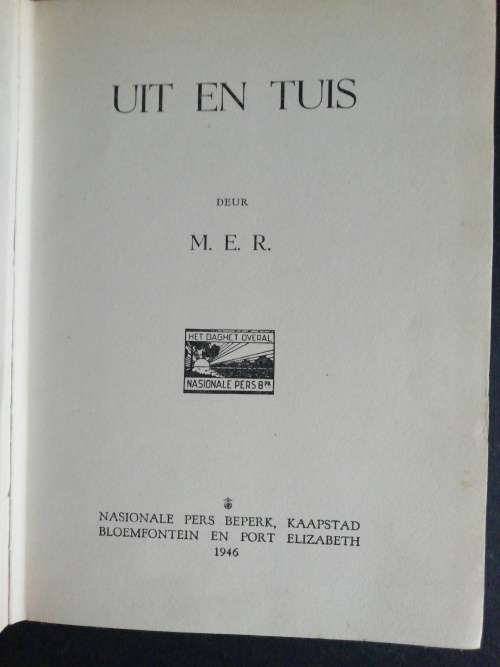 UIT EN TUIS
DEUR
M. E. R.
HET DAGHET OVERAL
NASIONALE PERS BPK.
NASIONALE PERS BEPERK, KAAPSTAD
BLOEMFONTEIN EN PORT ELIZABETH
1946